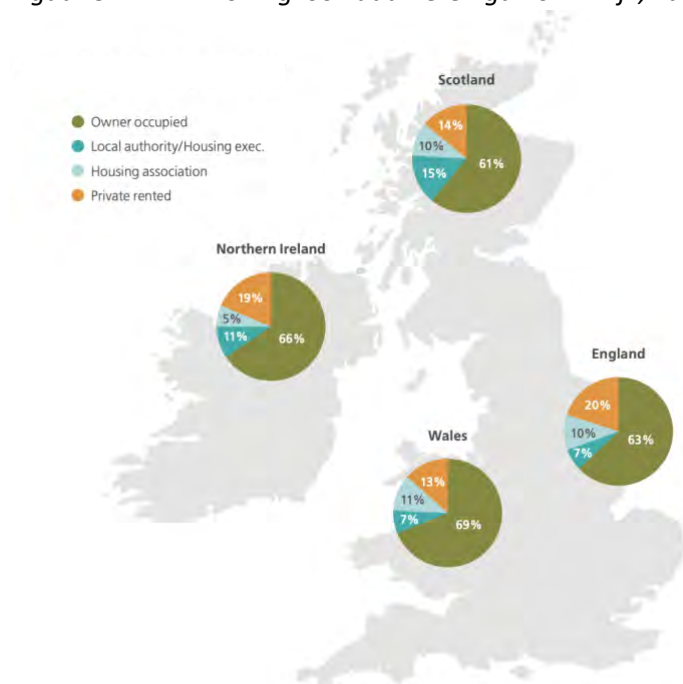 Scotland
Owner occupied
Local authority/Housing exec.
Housing association
Private rented
14%
10%
15%
61%
Northern Ireland
19%
5%
11%
66%
England
20%
10%
7%
63%
Wales
13%
11%
7%
69%